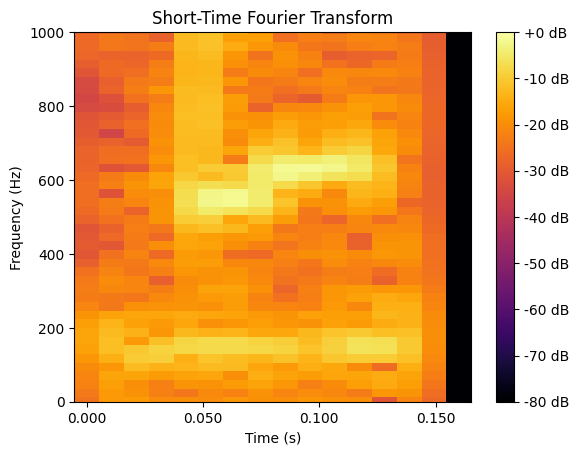 Short-Time Fourier Transform
Frequency (Hz)
1000
800
600
400
200
0
0.000
0.050
0.100
0.150
Time (s)
+0 dB
-10 dB
-20 dB
-30 dB
-40 dB
-50 dB
-60 dB
-70 dB
-80 dB